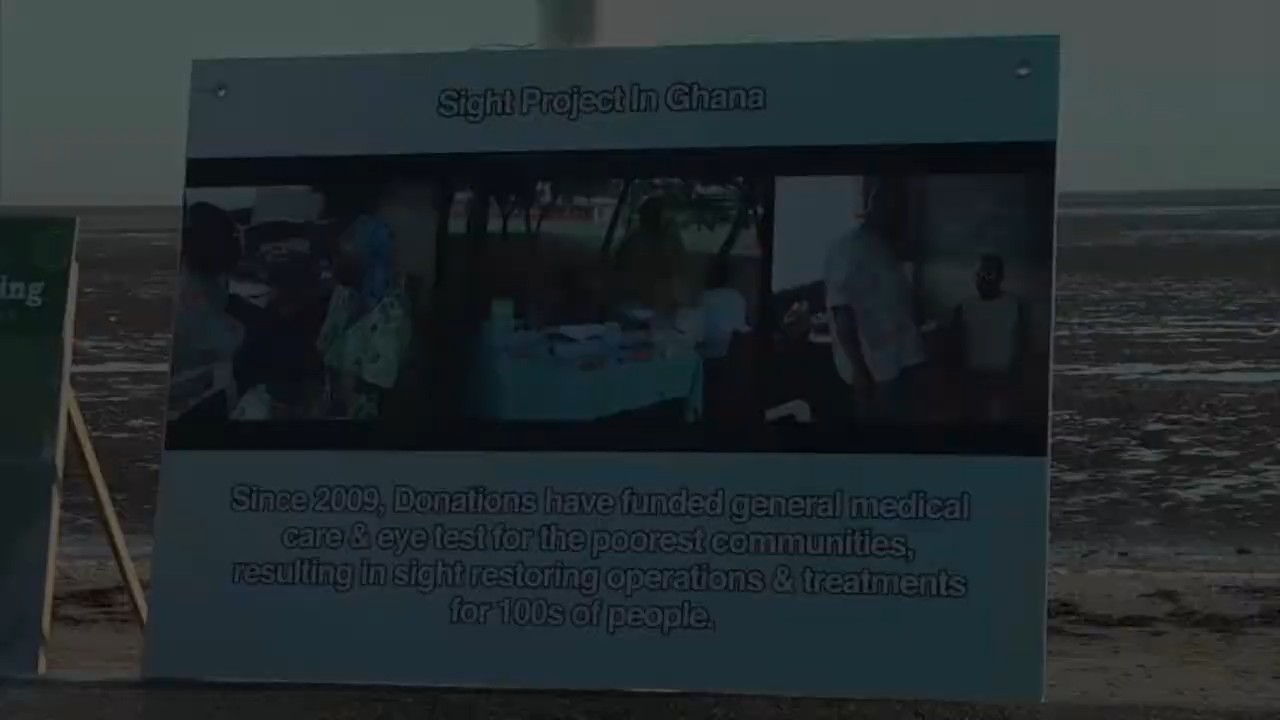 Sight Project In Ghana
ing
Since 2009, Donations have funded general medical
care & eye test for the poorest communities,
resulting in sight restoring operations & treatments
for 100s of people.